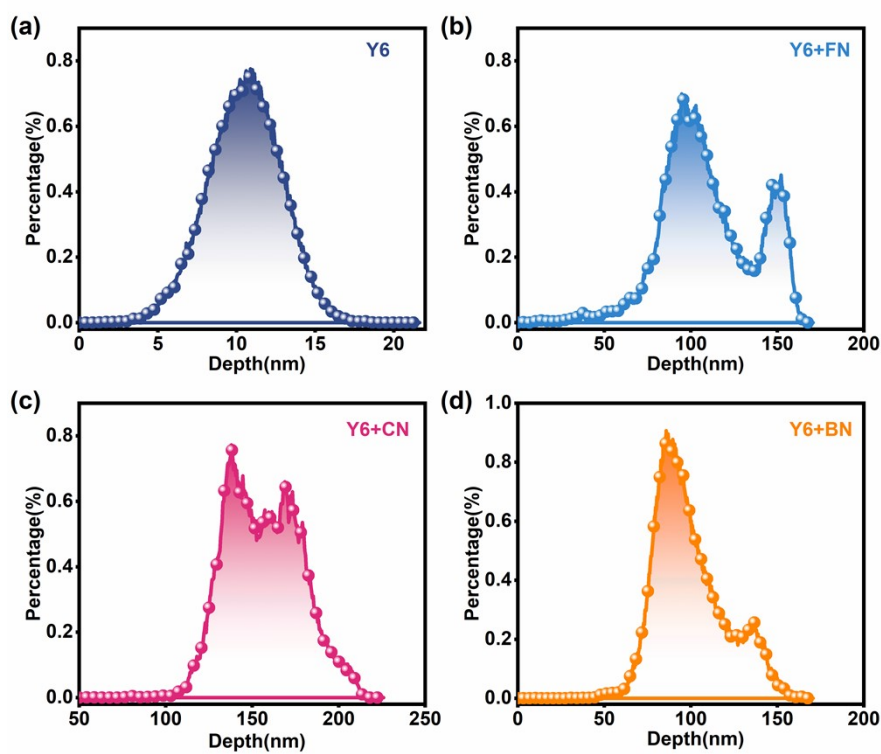 (a)
Y6
Percentage(%)
0.8
0.6
0.4
0.2
0.0
0 5 10 15 20
Depth(nm)
(b)
Y6+FN
Percentage(%)
0.8
0.6
0.4
0.2
0.0
0 50 100 150 200
Depth(nm)
(c)
Y6+CN
Percentage(%)
0.8
0.6
0.4
0.2
0.0
50 100 150 200 250
Depth(nm)
(d)
Y6+BN
Percentage(%)
1.0
0.8
0.6
0.4
0.2
0.0
0 50 100 150 200
Depth(nm)